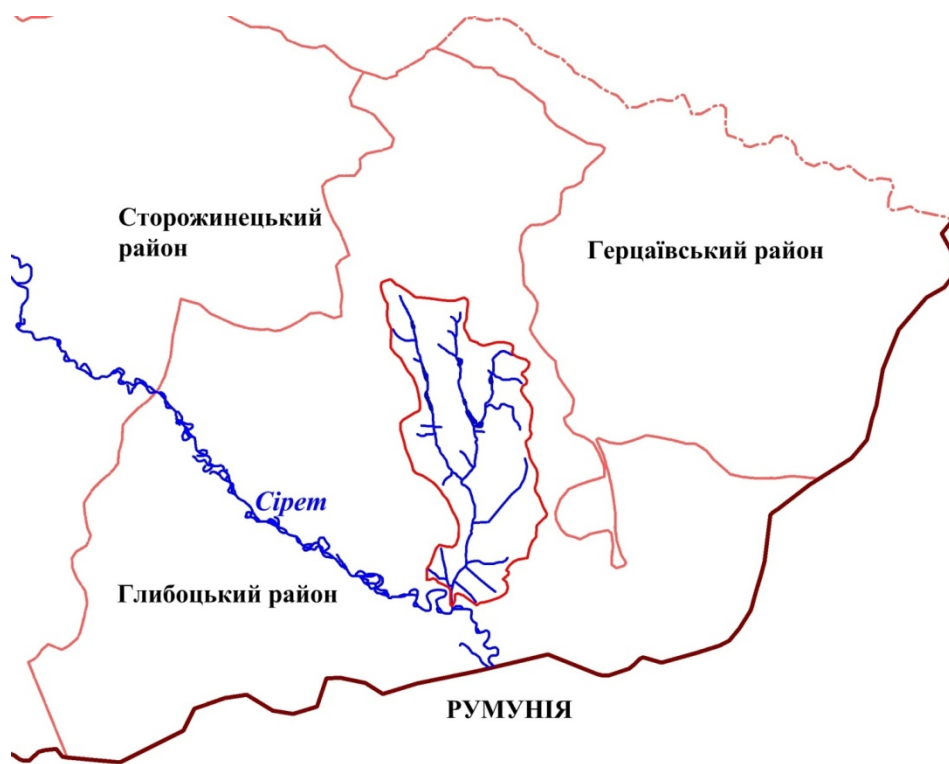 Сторожинецький
район
Герцаївський район
Сірет
Глибоцький район
РУМУНІЯ